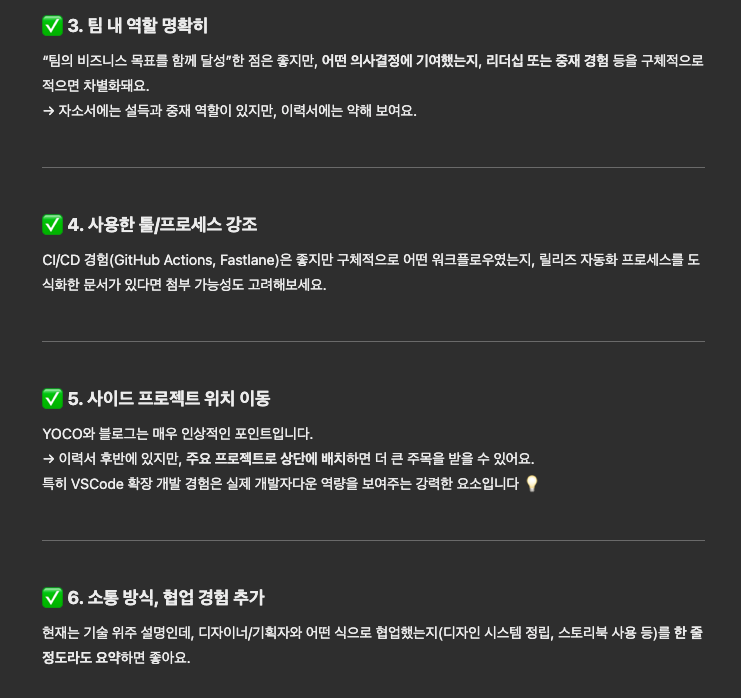 ✅ 3. 팀 내 역할 명확히
“팀의 비즈니스 목표를 함께 달성”한 점은 좋지만, 어떤 의사결정에 기여했는지, 리더십 또는 중재 경험 등을 구체적으로
적으면 차별화돼요.
→ 자소서에는 설득과 중재 역할이 있지만, 이력서에는 약해 보여요.
✅ 4. 사용한 툴/프로세스 강조
CI/CD 경험(GitHub Actions, Fastlane)은 좋지만 구체적으로 어떤 워크플로우였는지, 릴리즈 자동화 프로세스를 도
식화한 문서가 있다면 첨부 가능성도 고려해보세요.
✅ 5. 사이드 프로젝트 위치 이동
YOCO와 블로그는 매우 인상적인 포인트입니다.
→ 이력서 후반에 있지만, 주요 프로젝트로 상단에 배치하면 더 큰 주목을 받을 수 있어요.
특히 VSCode 확장 개발 경험은 실제 개발자다운 역량을 보여주는 강력한 요소입니다 💡
✅ 6. 소통 방식, 협업 경험 추가
현재는 기술 위주 설명인데, 디자이너/기획자와 어떤 식으로 협업했는지(디자인 시스템 정립, 스토리북 사용 등)를 한 줄
정도라도 요약하면 좋아요.